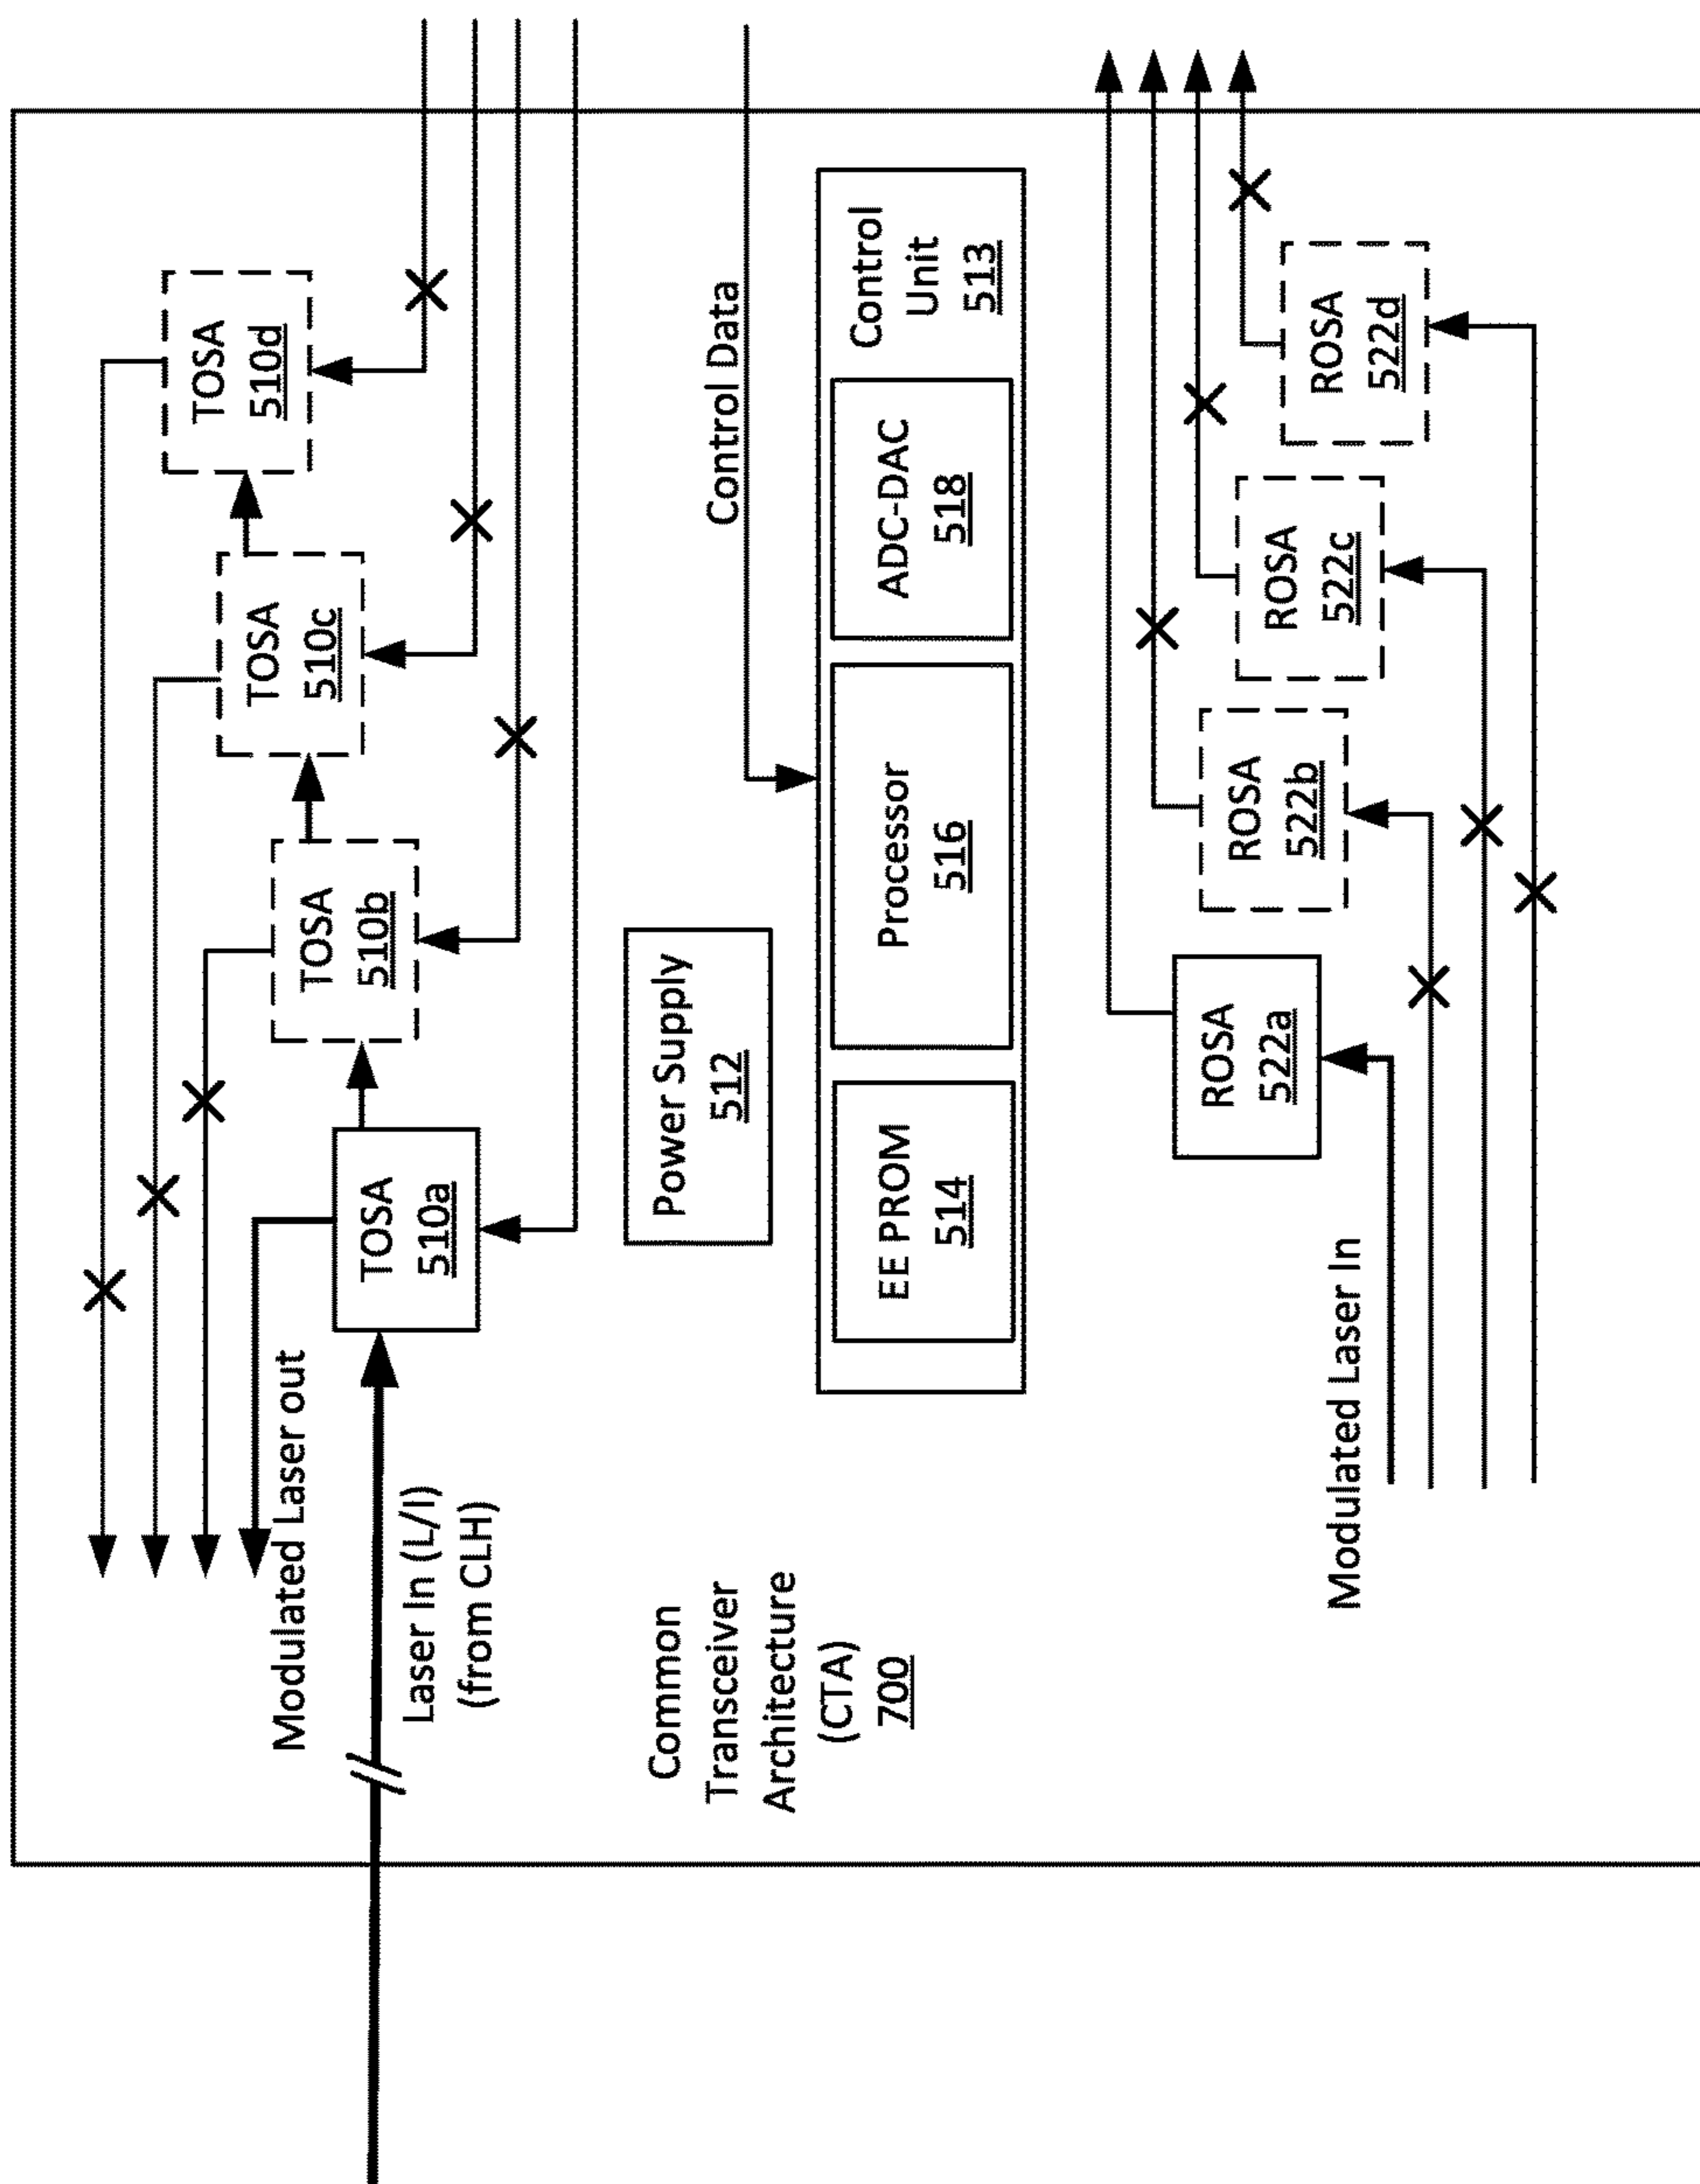 TOSA
510d
TOSA
510c
TOSA
510b
TOSA
510a
Modulated Laser out
Laser In (L/I)
(from CLH)
Control Data
Power Supply
512
Common
Transceiver
Architecture
(CTA)
700
EE PROM
514
Processor
516
ADC-DAC
518
Control
Unit
513
ROSA
522a
ROSA
522b
ROSA
522c
ROSA
522d
Modulated Laser In